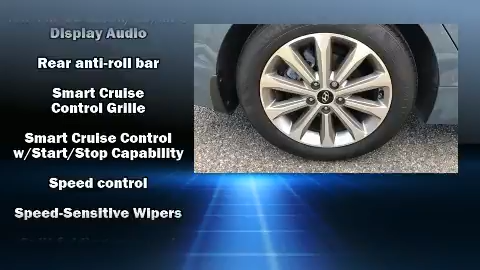 Display Audio
Rear anti-roll bar
Smart Cruise
Control Grille
Smart Cruise Control
w/Start/Stop Capability
Speed control
Speed-Sensitive Wipers